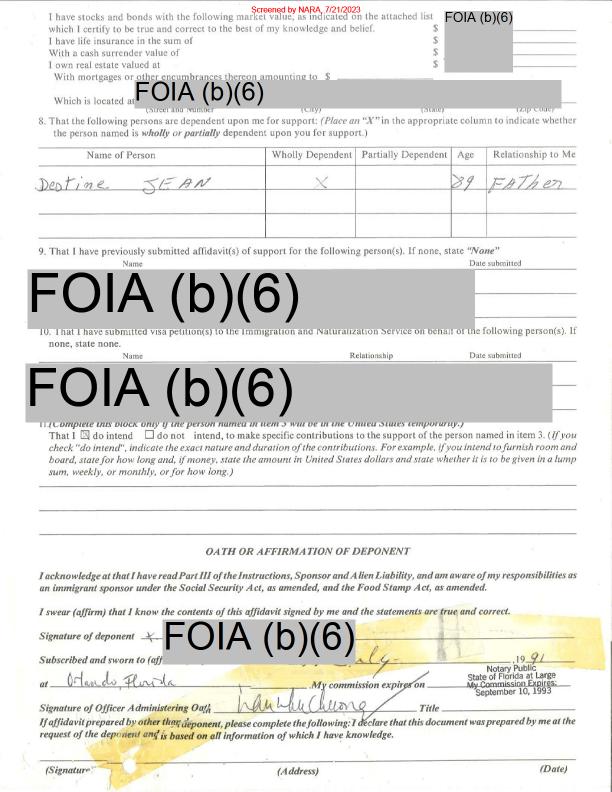 Screened by NARA, 7/21/2023
I have stocks and bonds with the following market value, as indicated on the attached list
which I certify to be true and correct to the best of my knowledge and belief. $ FOIA (b)(6)
I have life insurance in the sum of $
With a cash surrender value of $
I own real estate valued at $
With mortgages or other encumbrances thereon amounting to $
Which is located at FOIA (b)(6)
(Street and Number) (City) (State) (Zip Code)
8. That the following persons are dependent upon me for support: (Place an "X" in the appropriate column to indicate whether
the person named is wholly or partially dependent upon you for support.)
Name of Person Wholly Dependent Partially Dependent Age Relationship to Me
Destine JEAN X 89 FATHER
9. That I have previously submitted affidavit(s) of support for the following person(s). If none, state "None"
Name Date submitted
FOIA (b)(6)
10. That I have submitted visa petition(s) to the Immigration and Naturalization Service on behalf of the following person(s). If
none, state none.
Name Relationship Date submitted
FOIA (b)(6)
11. (Complete this block only if the person named in item 3 will be in the United States temporarily.)
That I ☒ do intend ☐ do not intend, to make specific contributions to the support of the person named in item 3. (If you
check "do intend", indicate the exact nature and duration of the contributions. For example, if you intend to furnish room and
board, state for how long and, if money, state the amount in United States dollars and state whether it is to be given in a lump
sum, weekly, or monthly, or for how long.)
OATH OR AFFIRMATION OF DEPONENT
I acknowledge at that I have read Part III of the Instructions, Sponsor and Alien Liability, and am aware of my responsibilities as
an immigrant sponsor under the Social Security Act, as amended, and the Food Stamp Act, as amended.
I swear (affirm) that I know the contents of this affidavit signed by me and the statements are true and correct.
Signature of deponent x FOIA (b)(6)
Subscribed and sworn to (aff July 19 91
at Orlando, Florida My commission expires on Notary Public
State of Florida at Large
My Commission Expires:
September 10, 1993
Signature of Officer Administering Oath Title
If affidavit prepared by other than deponent, please complete the following: I declare that this document was prepared by me at the
request of the deponent and is based on all information of which I have knowledge.
(Signature (Address) (Date)